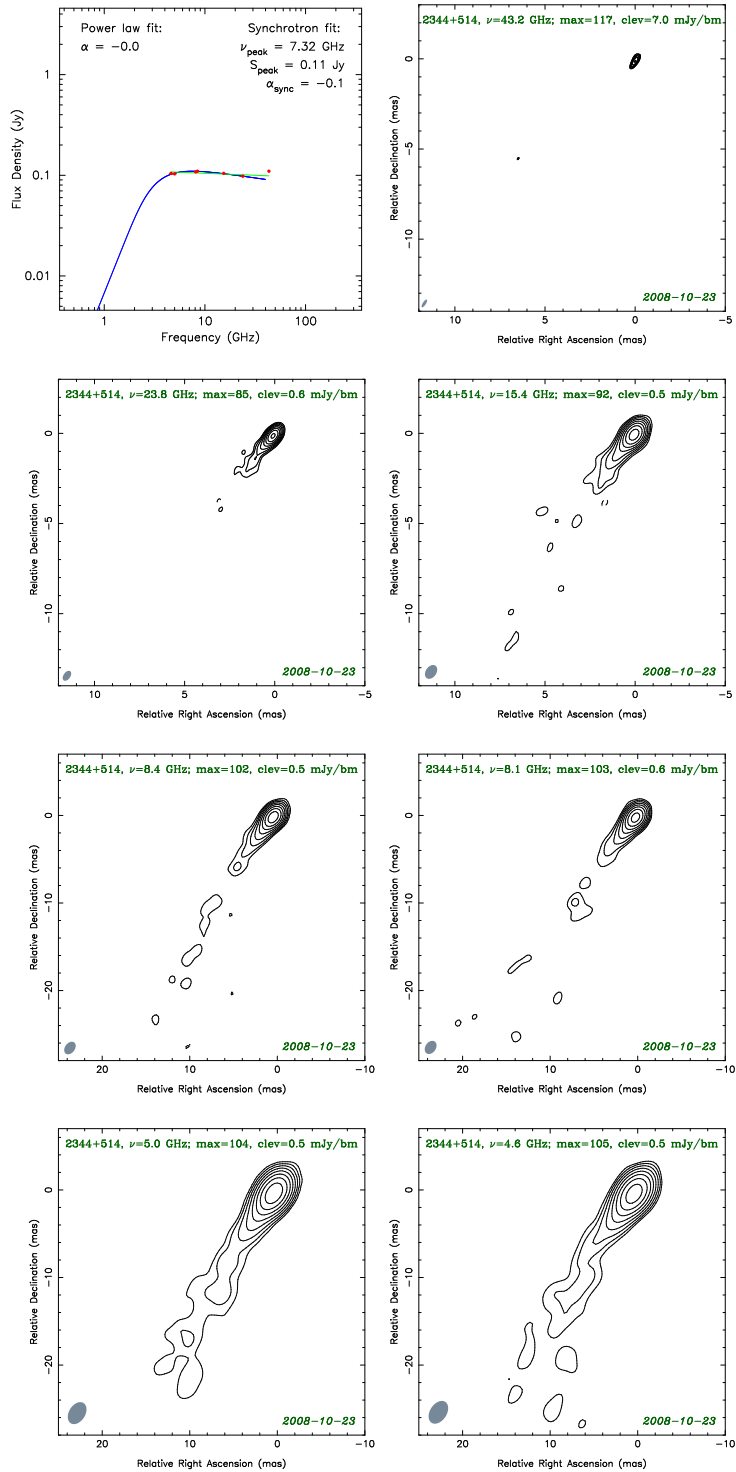 Power law fit:
α = −0.0
Synchrotron fit:
νpeak = 7.32 GHz
Speak = 0.11 Jy
αsync = −0.1
1
0.1
0.01
Flux Density (Jy)
1 10 100
Frequency (GHz)
2344+514, ν=43.2 GHz; max=117, clev=7.0 mJy/bm
0
−5
−10
Relative Declination (mas)
2008-10-23
10 5 0 −5
Relative Right Ascension (mas)
2344+514, ν=23.8 GHz; max=85, clev=0.6 mJy/bm
0
−5
−10
Relative Declination (mas)
2008-10-23
10 5 0 −5
Relative Right Ascension (mas)
2344+514, ν=15.4 GHz; max=92, clev=0.5 mJy/bm
0
−5
−10
Relative Declination (mas)
2008-10-23
10 5 0 −5
Relative Right Ascension (mas)
2344+514, ν=8.4 GHz; max=102, clev=0.5 mJy/bm
0
−10
−20
Relative Declination (mas)
2008-10-23
20 10 0 −10
Relative Right Ascension (mas)
2344+514, ν=8.1 GHz; max=103, clev=0.6 mJy/bm
0
−10
−20
Relative Declination (mas)
2008-10-23
20 10 0 −10
Relative Right Ascension (mas)
2344+514, ν=5.0 GHz; max=104, clev=0.5 mJy/bm
0
−10
−20
Relative Declination (mas)
2008-10-23
20 10 0 −10
Relative Right Ascension (mas)
2344+514, ν=4.6 GHz; max=105, clev=0.5 mJy/bm
0
−10
−20
Relative Declination (mas)
2008-10-23
20 10 0 −10
Relative Right Ascension (mas)